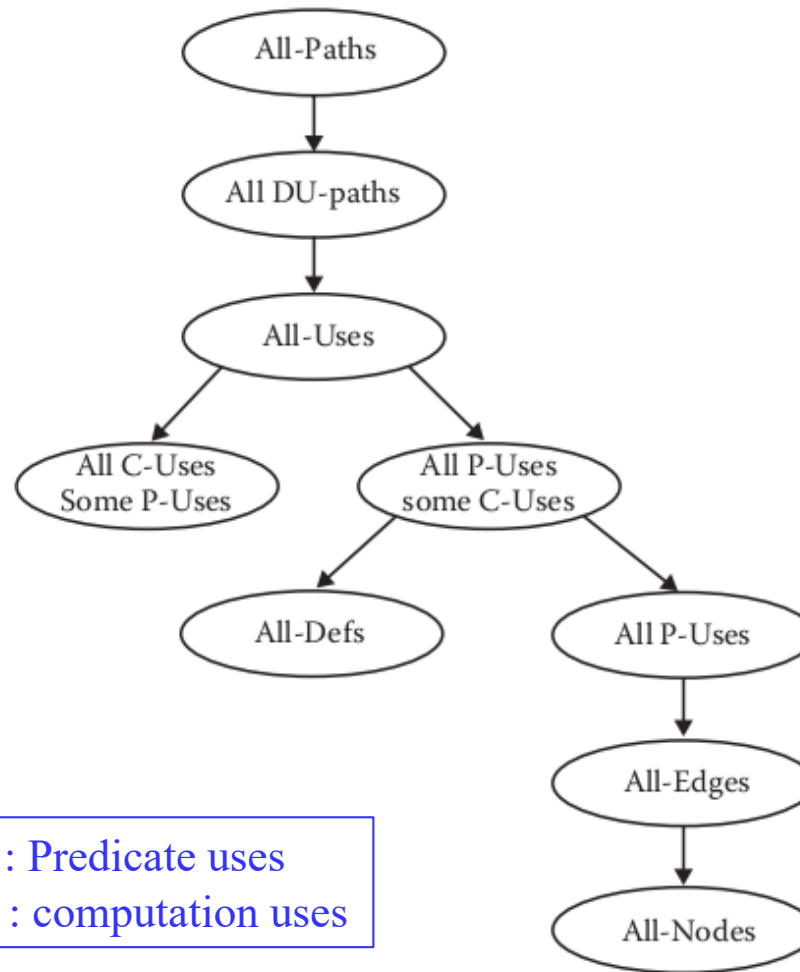 All-Paths
All DU-paths
All-Uses
All C-Uses
Some P-Uses
All P-Uses
some C-Uses
All-Defs
All P-Uses
All-Edges
: Predicate uses
: computation uses
All-Nodes